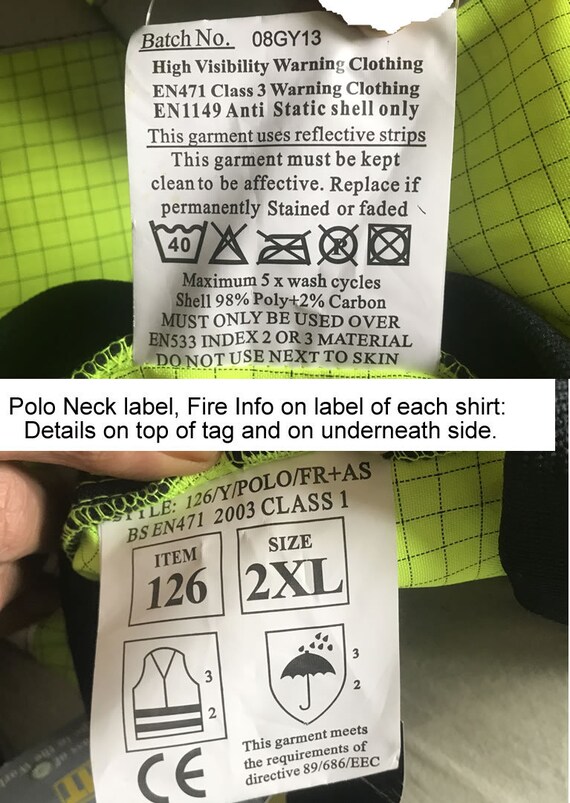 Batch No. 08GY13
High Visibility Warning Clothing
EN471 Class 3 Warning Clothing
EN1149 Anti Static shell only
This garment uses reflective strips
This garment must be kept
clean to be affective. Replace if
permanently Stained or faded
40
P
Maximum 5 x wash cycles
Shell 98% Poly+2% Carbon
MUST ONLY BE USED OVER
EN533 INDEX 2 OR 3 MATERIAL
DO NOT USE NEXT TO SKIN
Polo Neck label, Fire Info on label of each shirt:
Details on top of tag and on underneath side.
STILE: 126/Y/POLO/FR+AS
BS EN471 2003 CLASS 1
ITEM
126
SIZE
2XL
3
2
3
2
CE
This garment meets
the requirements of
directive 89/686/EEC